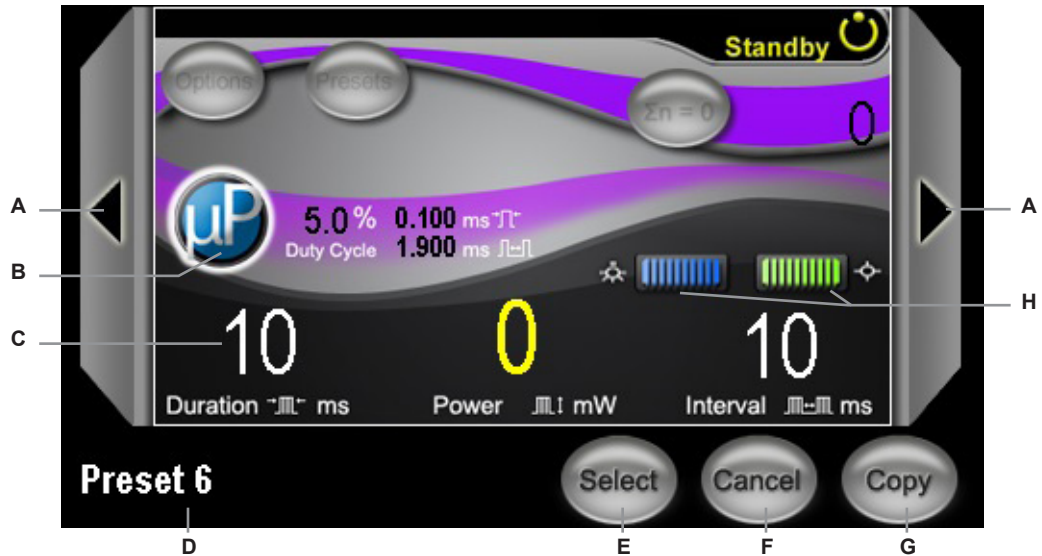 Standby
Options Presets Σn = 0 0
A A
μP 5.0 % 0.100 ms
Duty Cycle 1.900 ms
B
H
C 10 0 10
Duration ms Power mW Interval ms
Preset 6 Select Cancel Copy
D E F G